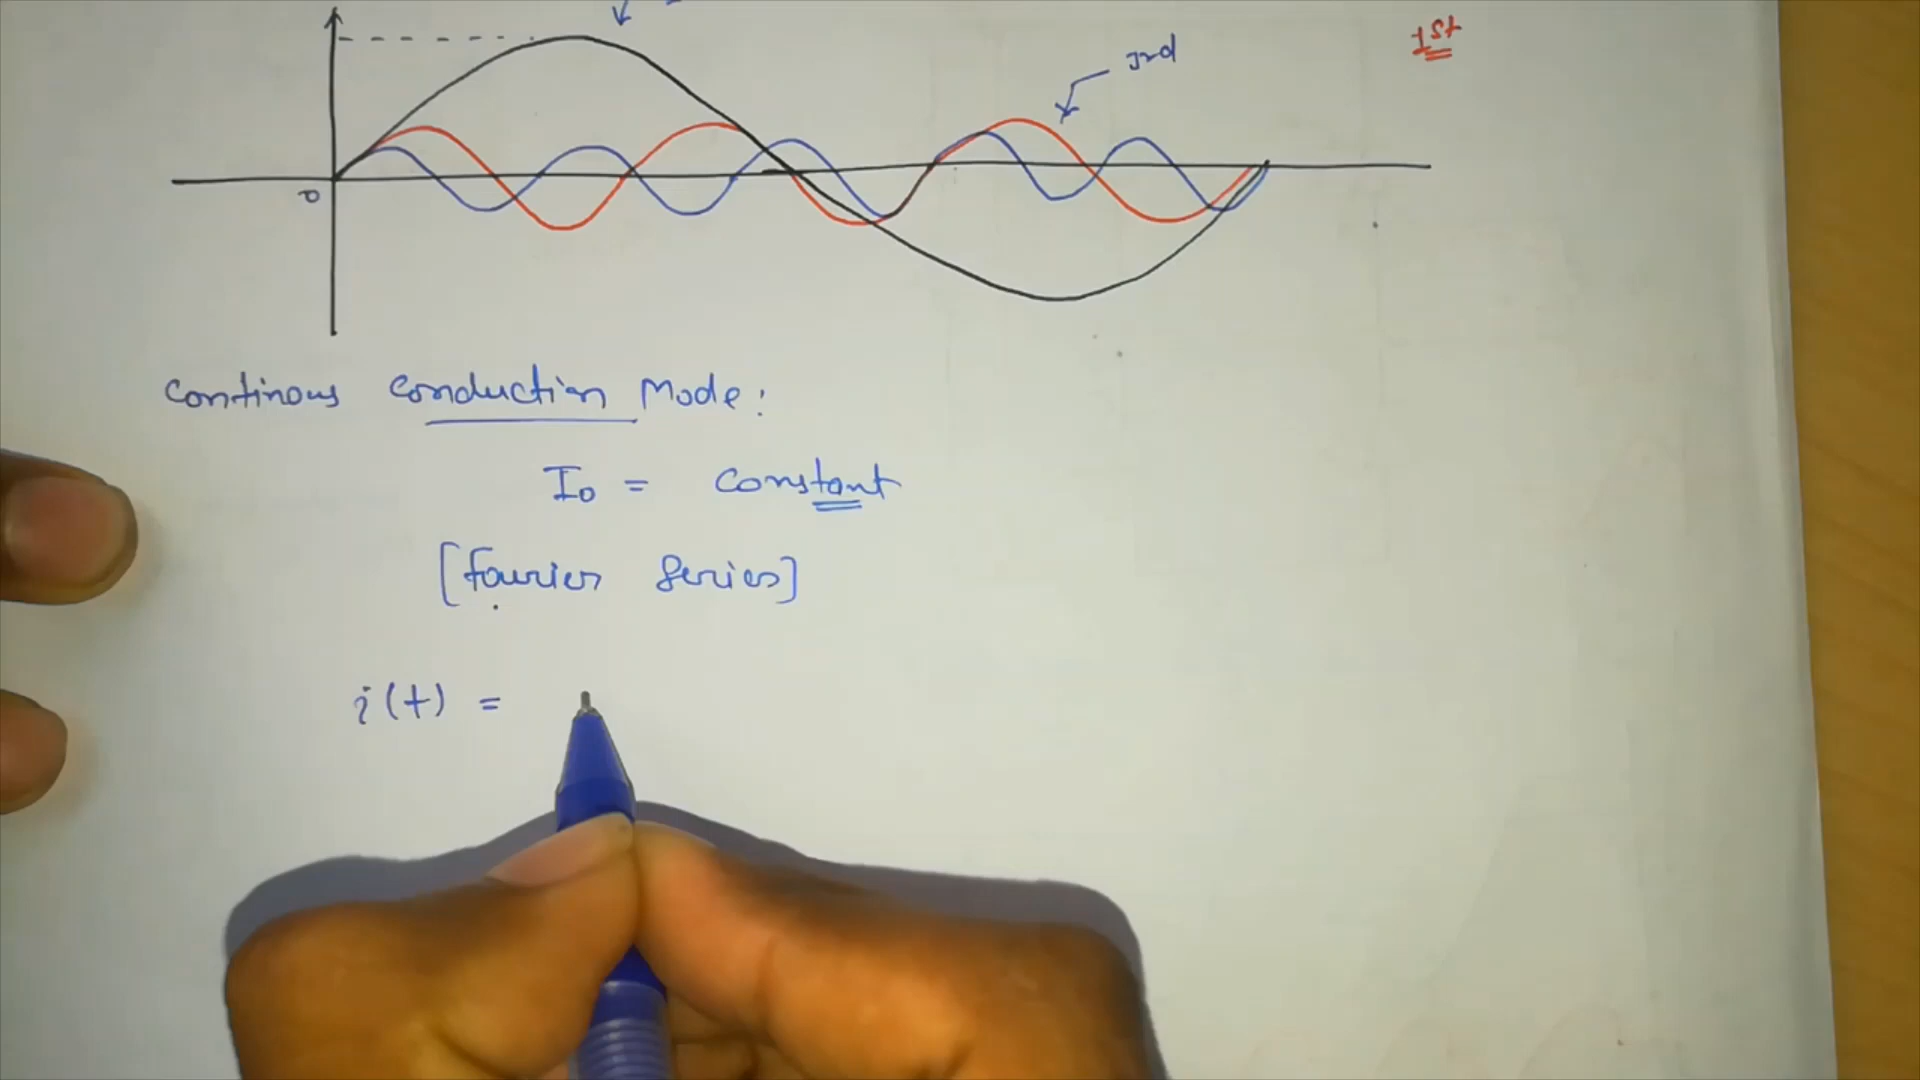 3rd
1st
0
Continous Conduction Mode:
Io = Constant
[fourier Series]
i(t) =